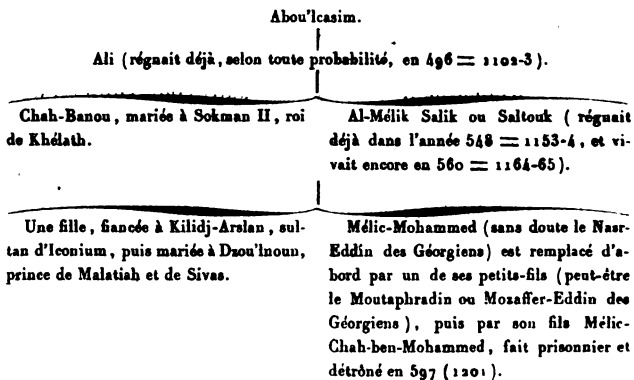 Abou'lcasim.
Ali (régnait déjà, selon toute probabilité, en 496 = 1102-3).
Chah-Banou, mariée à Sokman II, roi
de Khélath.
Al-Mélik Salik ou Saltouk (régnait
déjà dans l'année 548 = 1153-4, et vi-
vait encore en 560 = 1164-65).
Une fille, fiancée à Kilidj-Arslan, sul-
tan d'Iconium, puis mariée à Dzou'lnoun,
prince de Malatiah et de Sivas.
Mélic-Mohammed (sans doute le Nasr-
Eddin des Géorgiens) est remplacé d'a-
bord par un de ses petits-fils (peut-être
le Moutaphradin ou Mozaffer-Eddin des
Géorgiens), puis par son fils Mélic-
Chah-ben-Mohammed, fait prisonnier et
détrôné en 597 (1201).